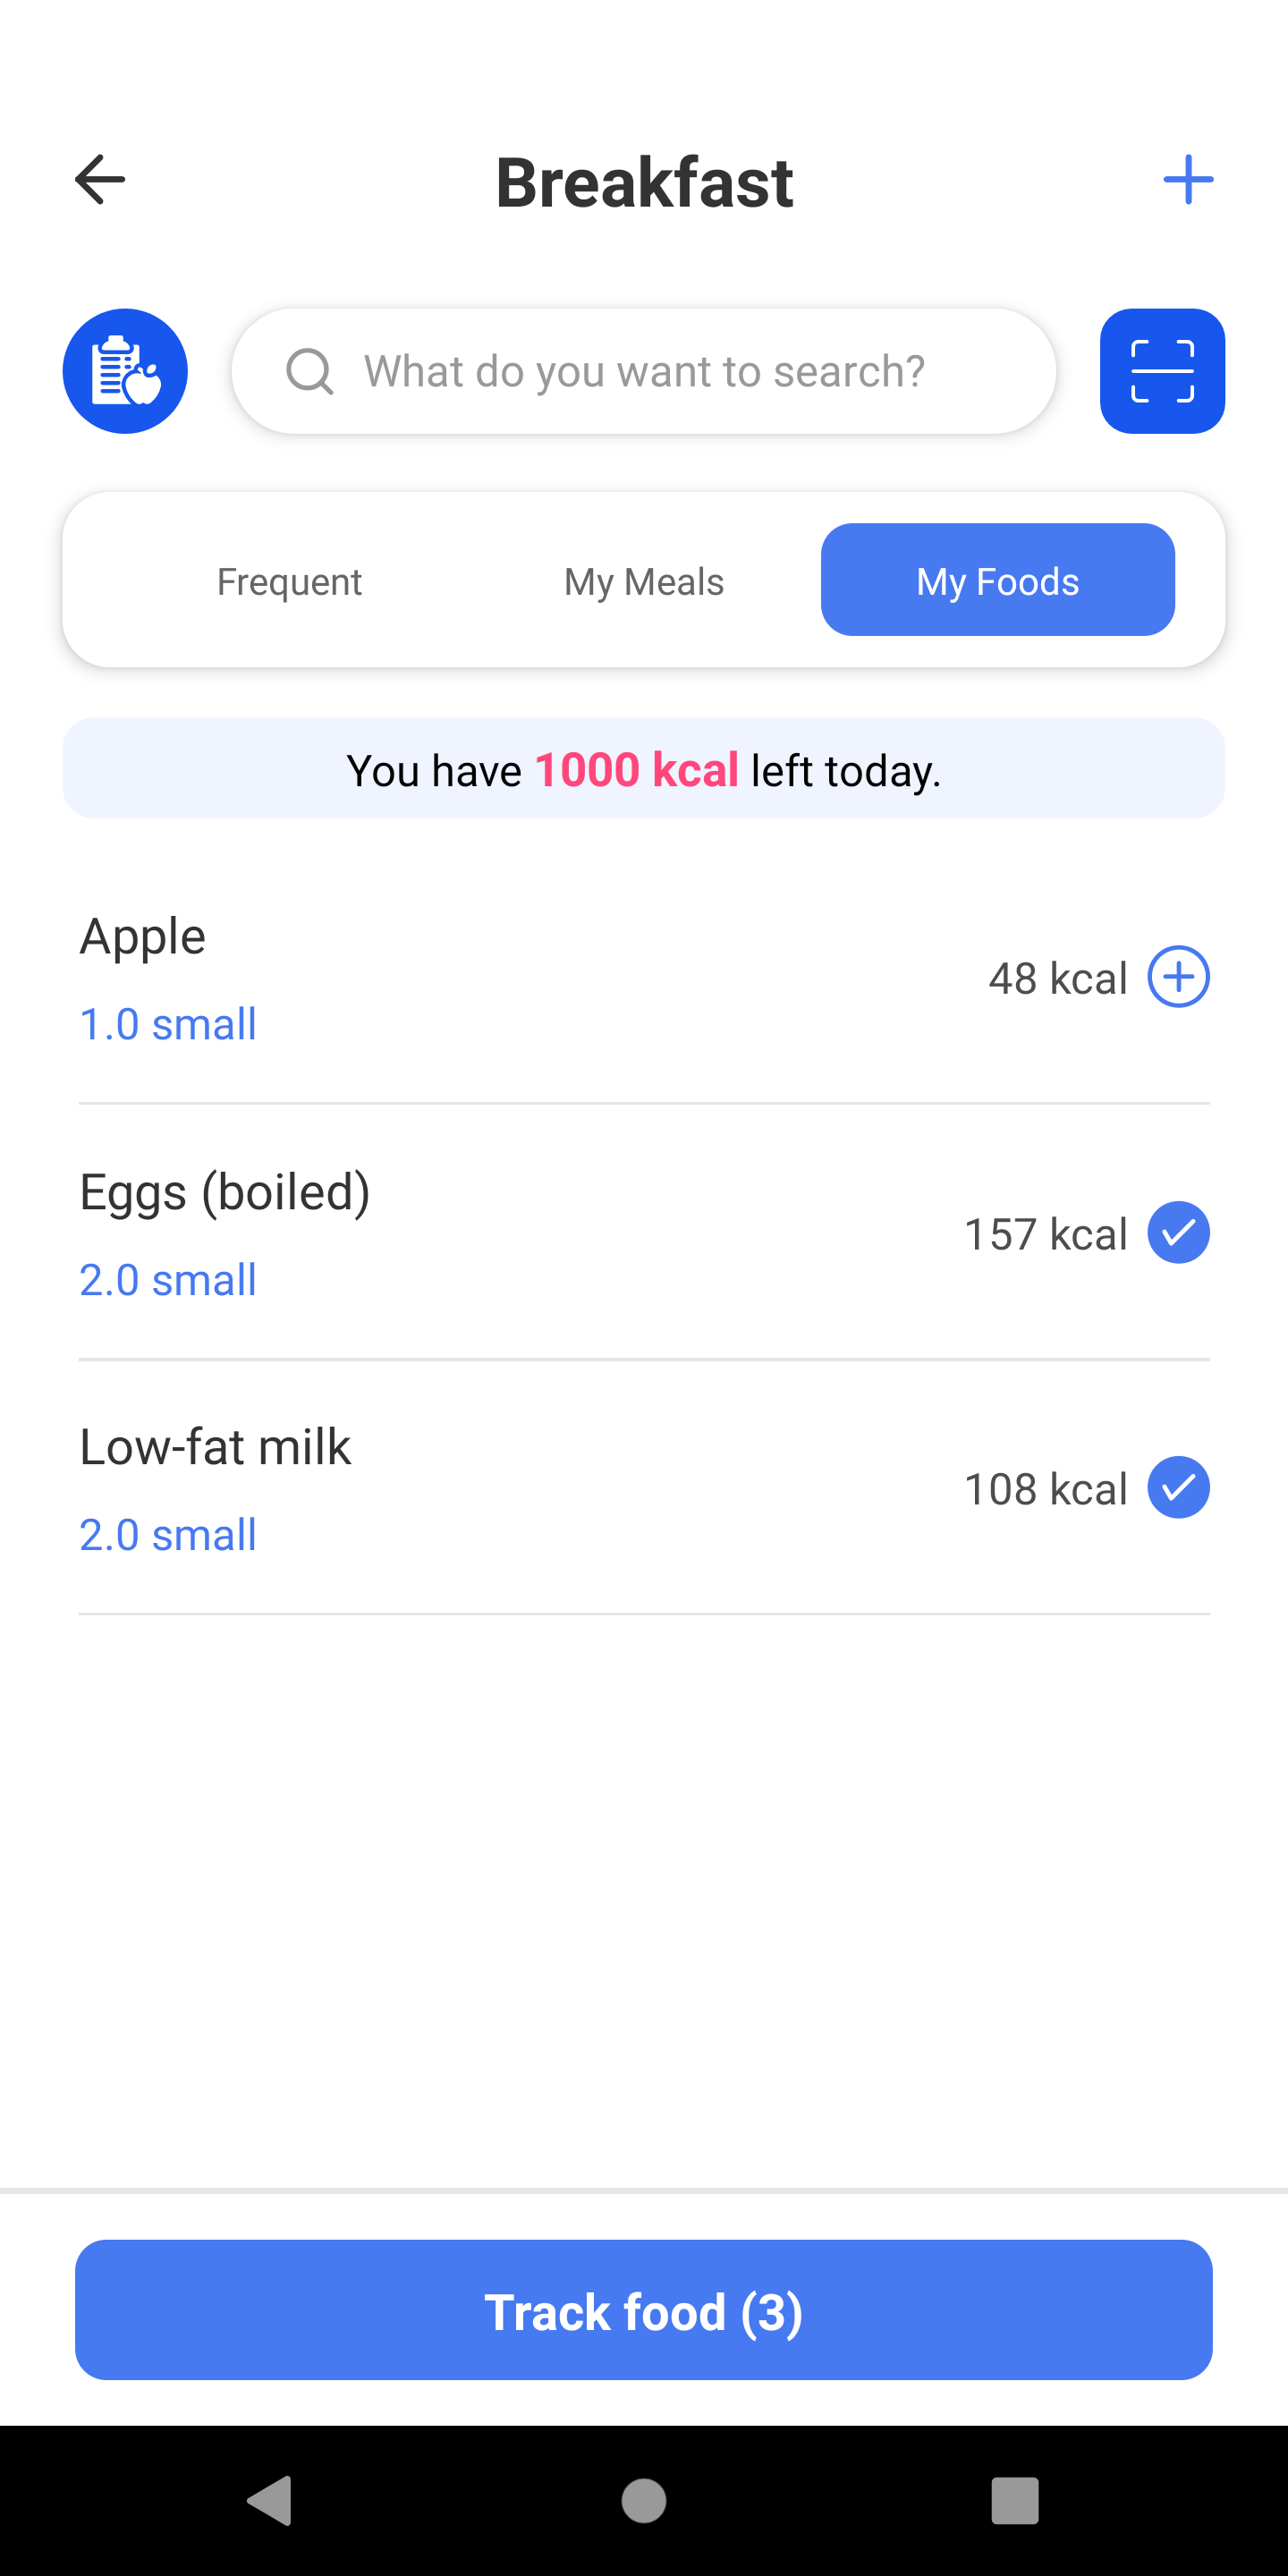 Breakfast
What do you want to search?
Frequent My Meals My Foods
You have 1000 kcal left today.
Apple
48 kcal
1.0 small
Eggs (boiled)
157 kcal
2.0 small
Low-fat milk
108 kcal
2.0 small
Track food (3)